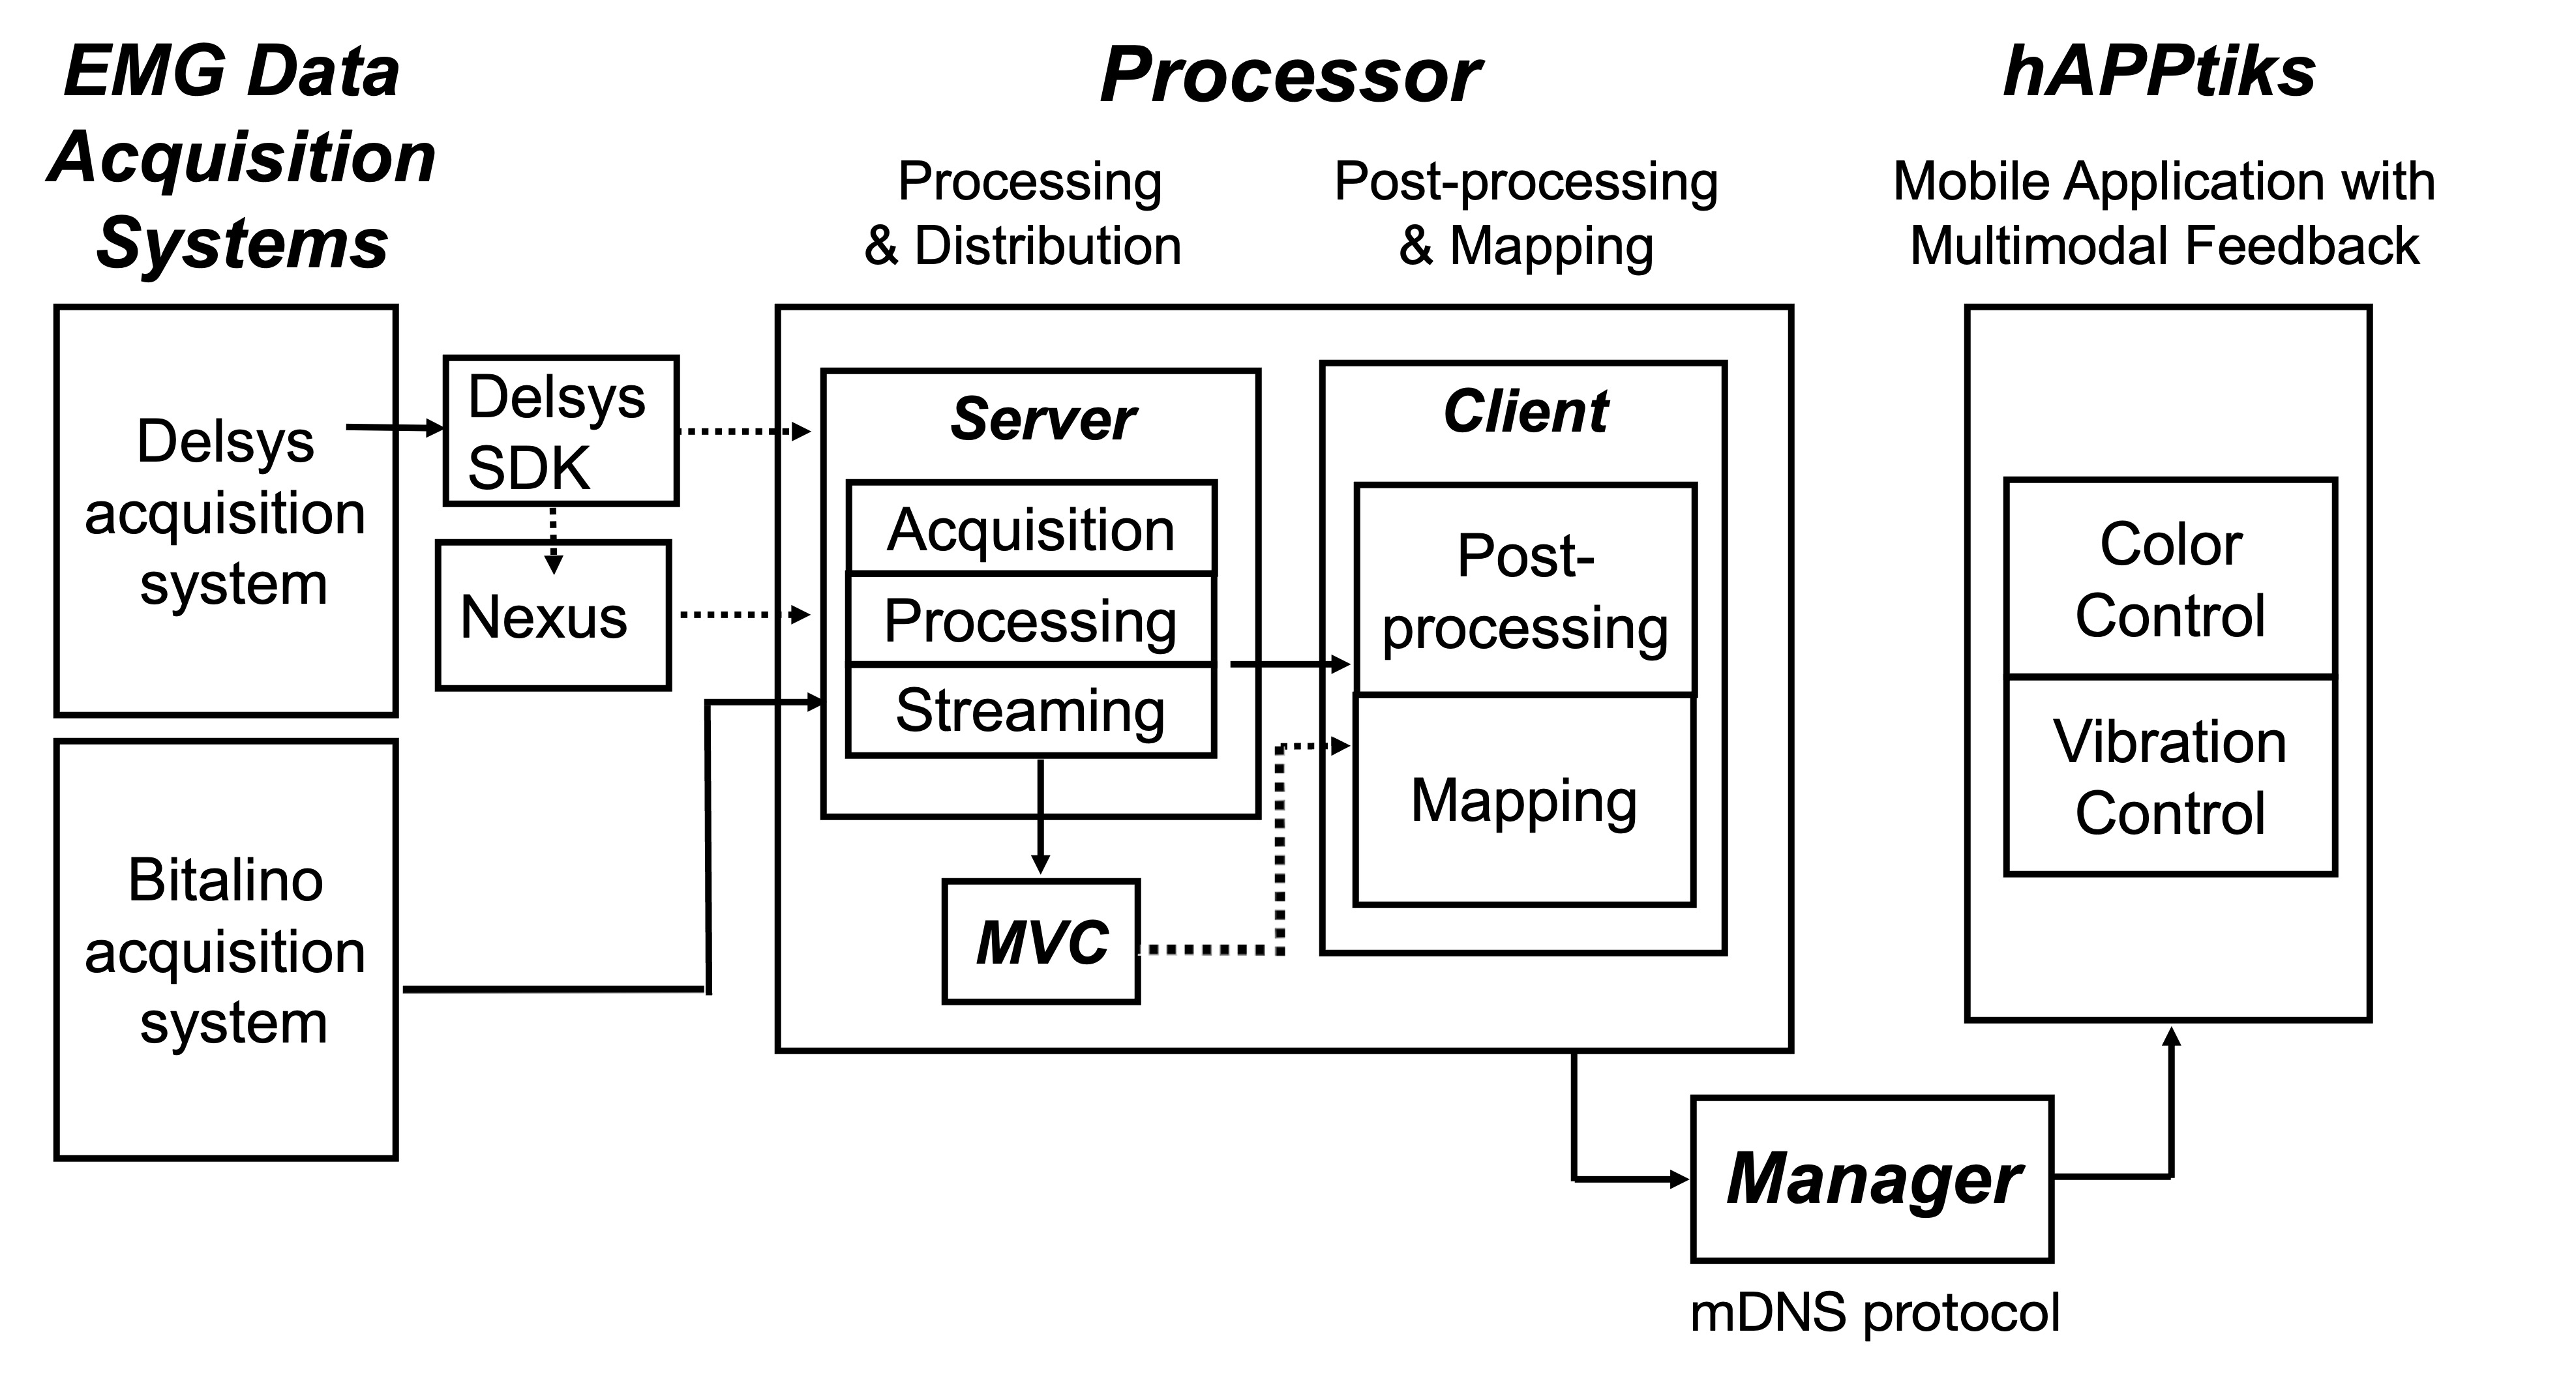 EMG Data
Acquisition
Systems
Processor
hAPPtiks
Processing
& Distribution
Post-processing
& Mapping
Mobile Application with
Multimodal Feedback
Delsys
acquisition
system
Delsys
SDK
Nexus
Bitalino
acquisition
system
Server
Acquisition
Processing
Streaming
MVC
Client
Post-
processing
Mapping
Color
Control
Vibration
Control
Manager
mDNS protocol